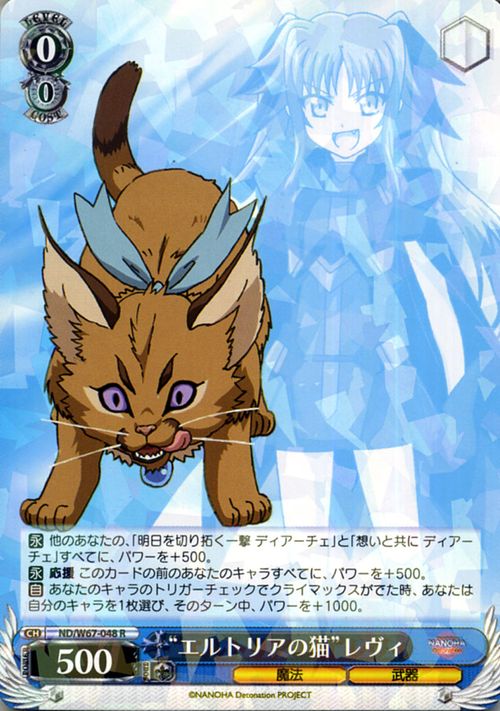 LEVEL
0
0
COST
永 他のあなたの、「明日を切り拓く一撃 ディアーチェ」と「想いと共に ディアー
チェ」すべてに、パワーを+500。
永 応援 このカードの前のあなたのキャラすべてに、パワーを+500。
自 あなたのトリガーチェックでクライマックスがでた時、あなたは
自分のキャラを1枚選び、そのターン中、パワーを+1000。
CH ND/W67-048 R
500
“エルトリアの猫”レヴィ
NANOHA
魔法
武器
©NANOHA Detonation PROJECT